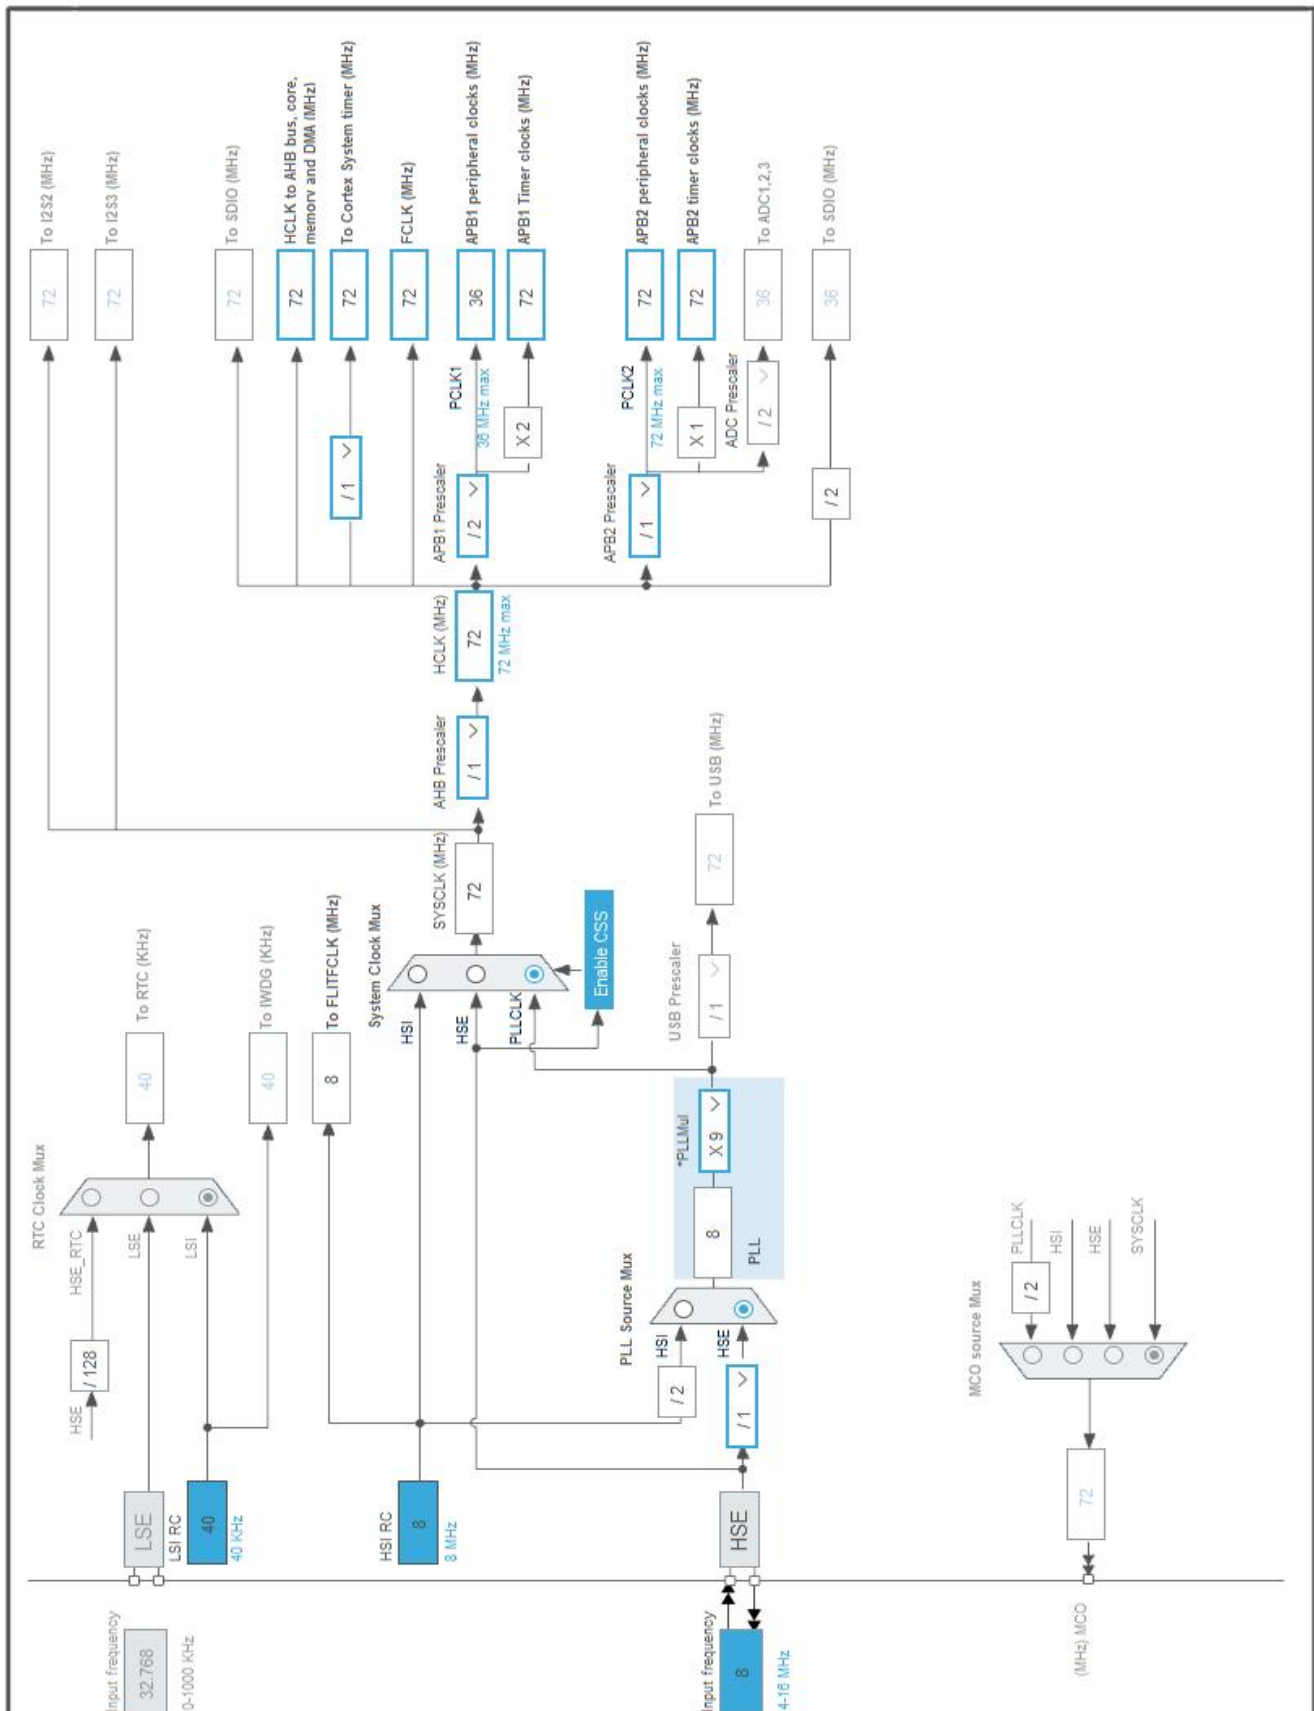 RTC Clock Mux
HSE
/ 128
HSE_RTC
LSE
LSI
40
To RTC (KHz)
Input frequency
32.768
0-1000 KHz
LSE
LSI RC
40
40 KHz
40
To IWDG (KHz)
8
To FLITFCLK (MHz)
HSI RC
8
8 MHz
System Clock Mux
HSI
HSE
PLLCLK
Enable CSS
SYSCLK (MHz)
72
AHB Prescaler
/ 1
HCLK (MHz)
72
72 MHz max
72
To I2S2 (MHz)
72
To I2S3 (MHz)
72
To SDIO (MHz)
72
HCLK to AHB bus, core,
memory and DMA (MHz)
/ 1
72
To Cortex System timer (MHz)
72
FCLK (MHz)
APB1 Prescaler
/ 2
PCLK1
36 MHz max
36
APB1 peripheral clocks (MHz)
X 2
72
APB1 Timer clocks (MHz)
APB2 Prescaler
/ 1
PCLK2
72 MHz max
72
APB2 peripheral clocks (MHz)
X 1
72
APB2 timer clocks (MHz)
ADC Prescaler
/ 2
36
To ADC1,2,3
/ 2
36
To SDIO (MHz)
PLL Source Mux
HSI
/ 2
HSE
/ 1
Input frequency
8
4-16 MHz
HSE
8
PLL
*PLLMul
X 9
USB Prescaler
/ 1
72
To USB (MHz)
MCO source Mux
PLLCLK
/ 2
HSI
HSE
SYSCLK
72
(MHz) MCO